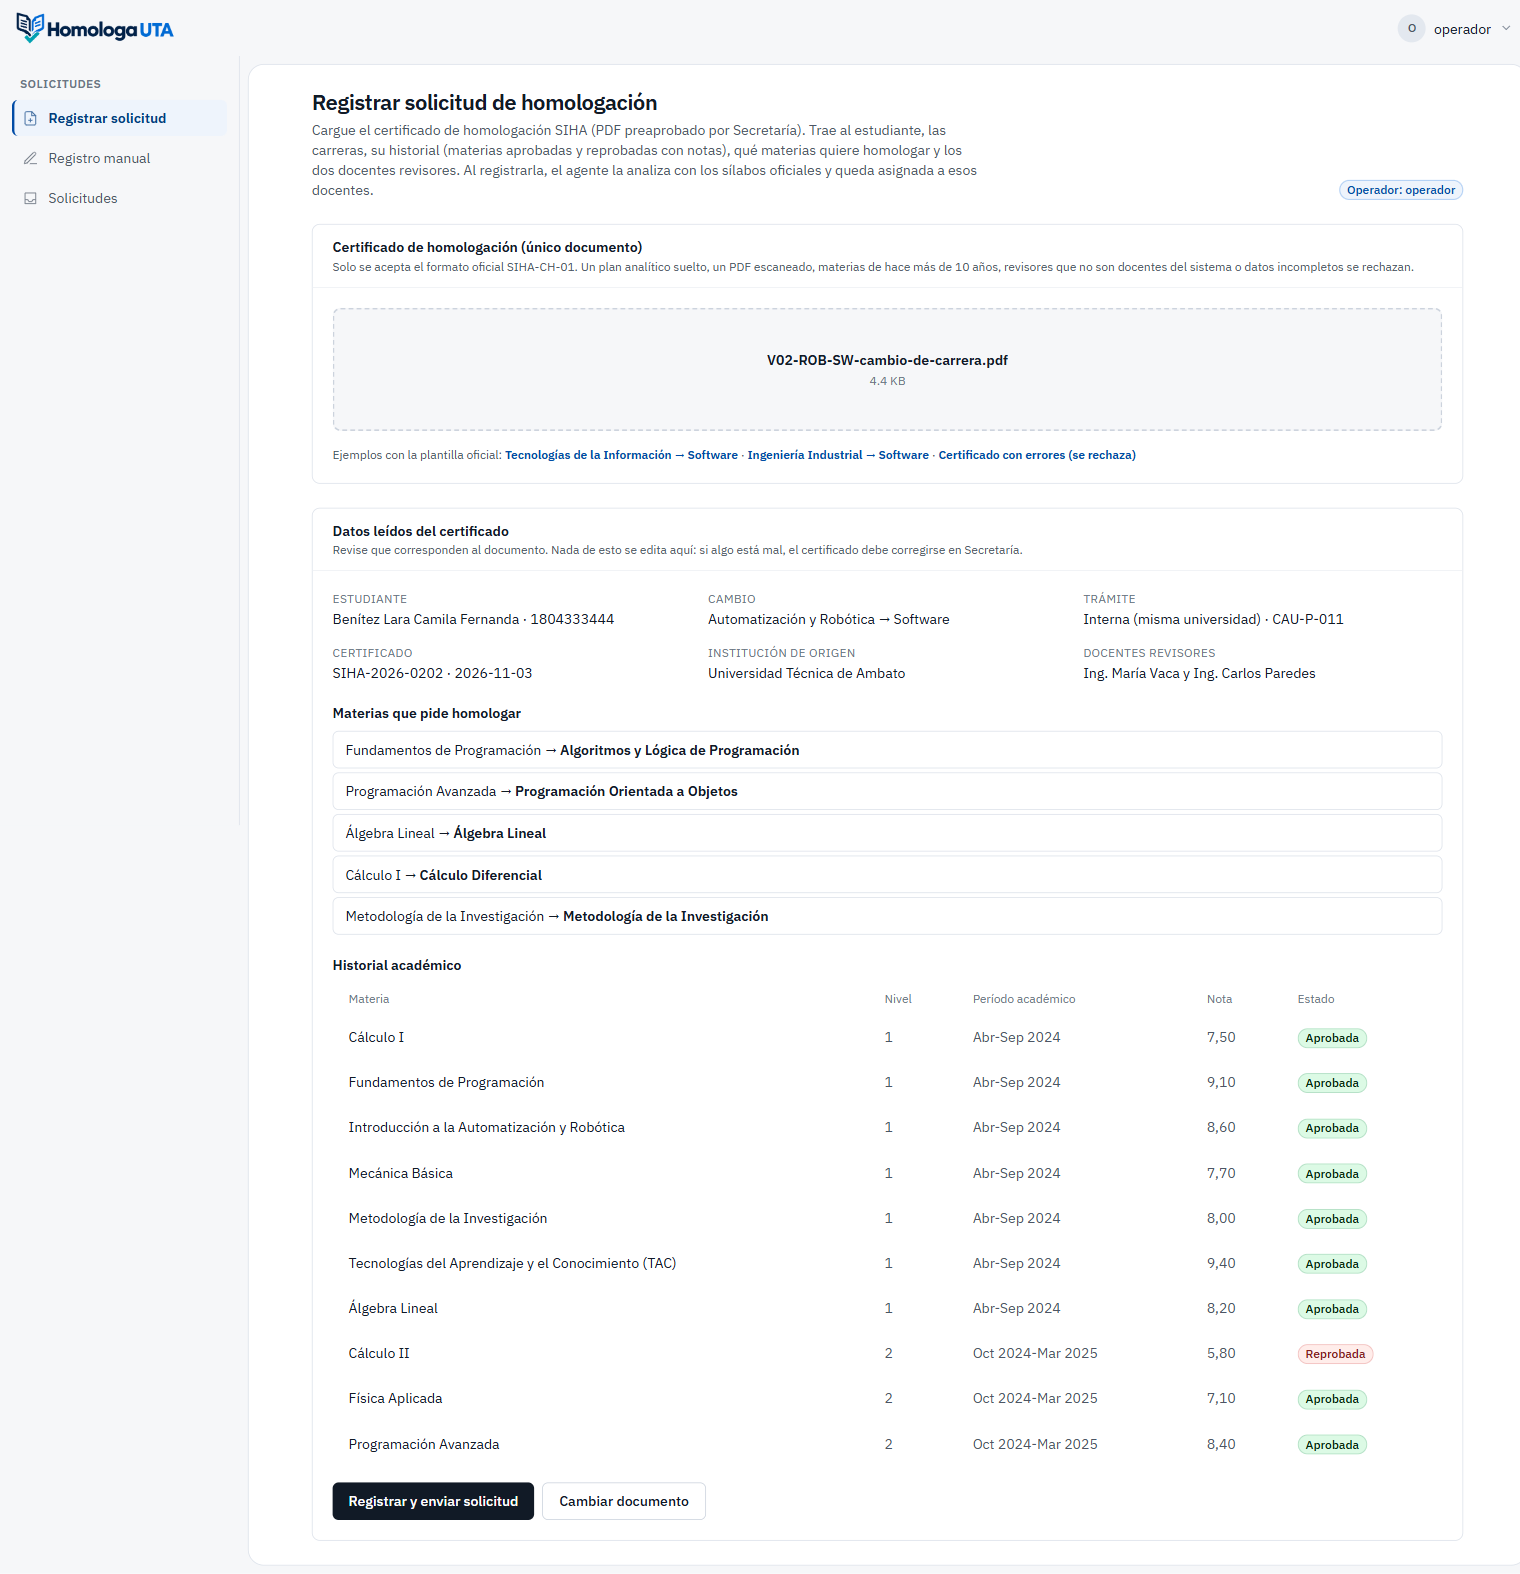 HomologaUTA
O operador
SOLICITUDES
Registrar solicitud
Registro manual
Solicitudes
Registrar solicitud de homologación
Cargue el certificado de homologación SIHA (PDF preaprobado por Secretaría). Trae al estudiante, las
carreras, su historial (materias aprobadas y reprobadas con notas), qué materias quiere homologar y los
dos docentes revisores. Al registrarla, el agente la analiza con los sílabos oficiales y queda asignada a esos
docentes.
Operador: operador
Certificado de homologación (único documento)
Solo se acepta el formato oficial SIHA-CH-01. Un plan analítico suelto, un PDF escaneado, materias de hace más de 10 años, revisores que no son docentes del sistema o datos incompletos se rechazan.
V02-ROB-SW-cambio-de-carrera.pdf
4.4 KB
Ejemplos con la plantilla oficial: Tecnologías de la Información → Software · Ingeniería Industrial → Software · Certificado con errores (se rechaza)
Datos leídos del certificado
Revise que corresponden al documento. Nada de esto se edita aquí: si algo está mal, el certificado debe corregirse en Secretaría.
ESTUDIANTE CAMBIO TRÁMITE
Benítez Lara Camila Fernanda · 1804333444 Automatización y Robótica → Software Interna (misma universidad) · CAU-P-011
CERTIFICADO INSTITUCIÓN DE ORIGEN DOCENTES REVISORES
SIHA-2026-0202 · 2026-11-03 Universidad Técnica de Ambato Ing. María Vaca y Ing. Carlos Paredes
Materias que pide homologar
Fundamentos de Programación → Algoritmos y Lógica de Programación
Programación Avanzada → Programación Orientada a Objetos
Álgebra Lineal → Álgebra Lineal
Cálculo I → Cálculo Diferencial
Metodología de la Investigación → Metodología de la Investigación
Historial académico
Materia Nivel Período académico Nota Estado
Cálculo I 1 Abr-Sep 2024 7,50 Aprobada
Fundamentos de Programación 1 Abr-Sep 2024 9,10 Aprobada
Introducción a la Automatización y Robótica 1 Abr-Sep 2024 8,60 Aprobada
Mecánica Básica 1 Abr-Sep 2024 7,70 Aprobada
Metodología de la Investigación 1 Abr-Sep 2024 8,00 Aprobada
Tecnologías del Aprendizaje y el Conocimiento (TAC) 1 Abr-Sep 2024 9,40 Aprobada
Álgebra Lineal 1 Abr-Sep 2024 8,20 Aprobada
Cálculo II 2 Oct 2024-Mar 2025 5,80 Reprobada
Física Aplicada 2 Oct 2024-Mar 2025 7,10 Aprobada
Programación Avanzada 2 Oct 2024-Mar 2025 8,40 Aprobada
Registrar y enviar solicitud Cambiar documento